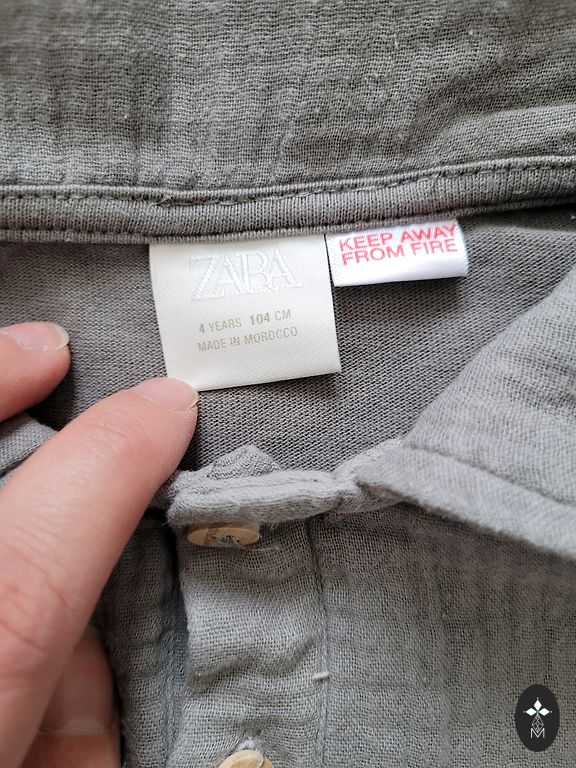 ZARA
4 YEARS 104 CM
MADE IN MOROCCO
KEEP AWAY
FROM FIRE
M